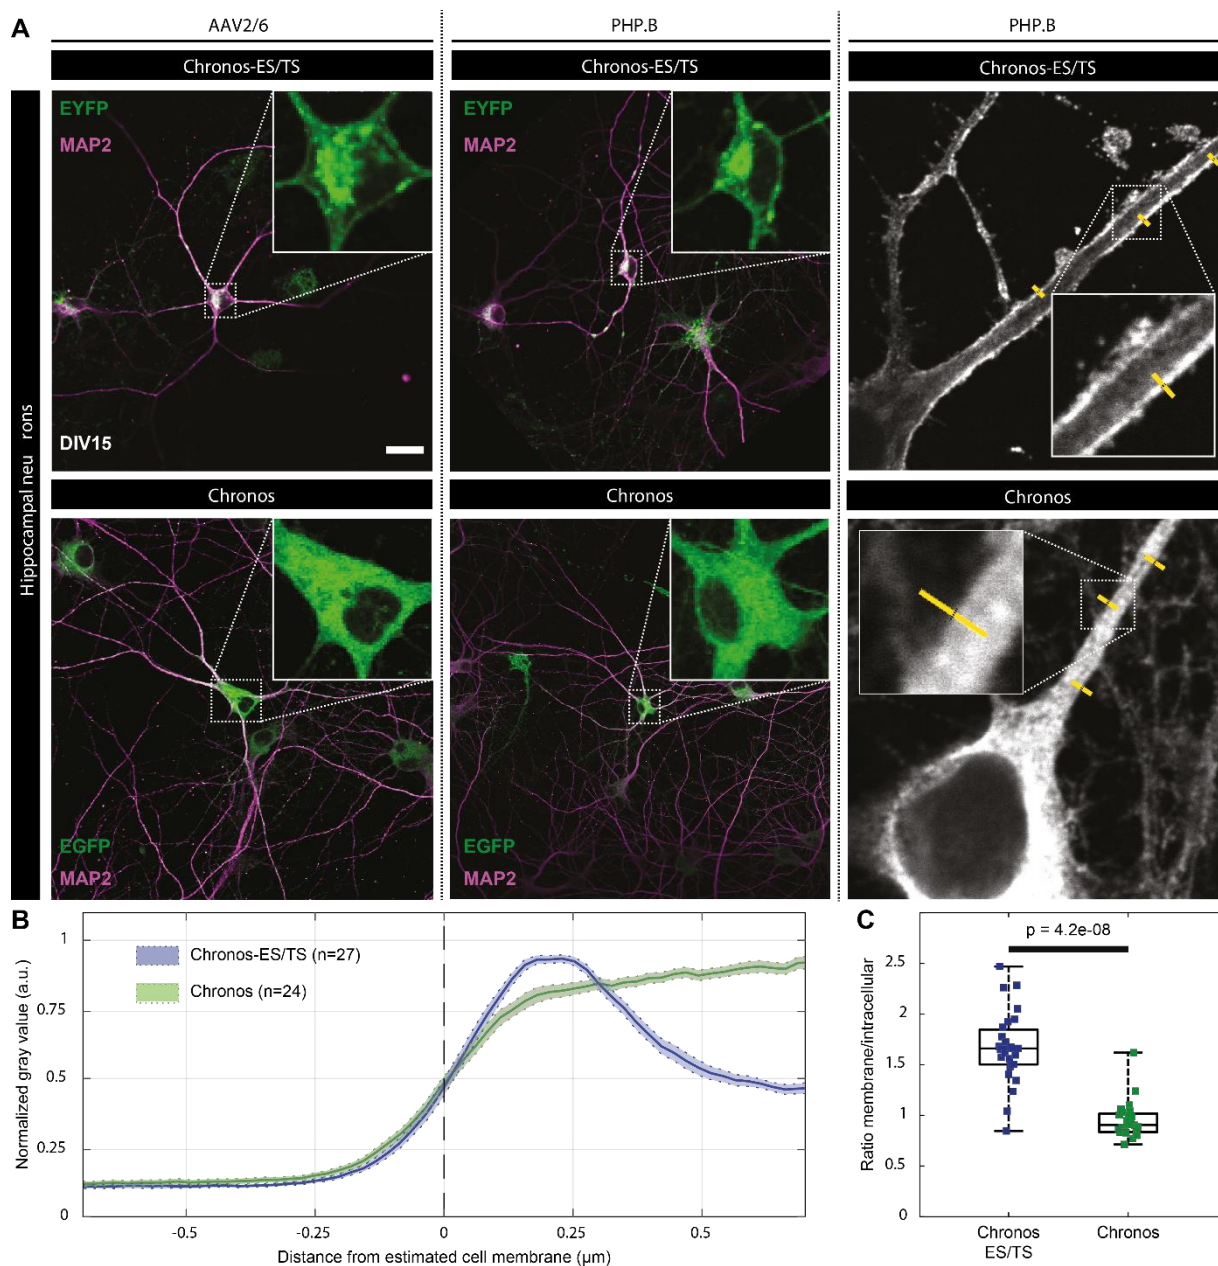 A
AAV2/6
PHP.B
PHP.B
Chronos-ES/TS
Chronos-ES/TS
Chronos-ES/TS
Hippocampal neu rons
EYFP
MAP2
DIV15
EYFP
MAP2
Chronos
Chronos
Chronos
EGFP
MAP2
EGFP
MAP2
B
Normalized gray value (a.u.)
1
0.75
0.5
0.25
0
Chronos-ES/TS (n=27)
Chronos (n=24)
-0.5
-0.25
0
0.25
0.5
Distance from estimated cell membrane (µm)
C
Ratio membrane/intracellular
3
2.5
2
1.5
1
0.5
0
p = 4.2e-08
Chronos
ES/TS
Chronos